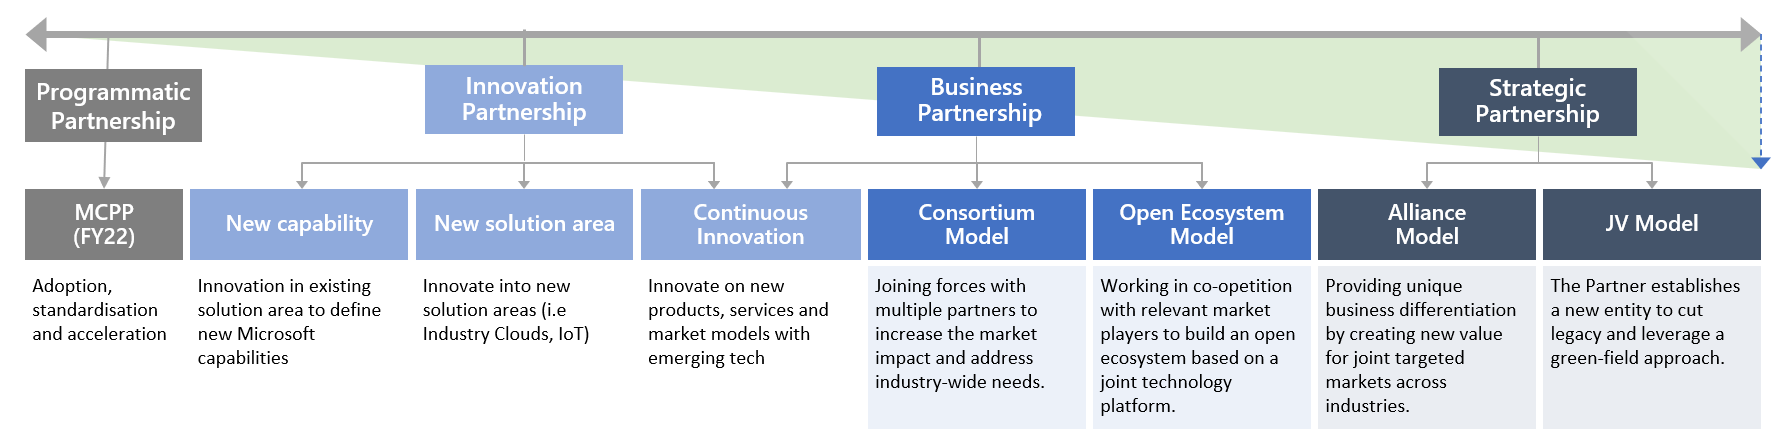 Programmatic
Partnership
Innovation
Partnership
Business
Partnership
Strategic
Partnership
MCPP
(FY22)
New capability
New solution area
Continuous
Innovation
Consortium
Model
Open Ecosystem
Model
Alliance
Model
JV Model
Adoption,
standardisation
and acceleration
Innovation in existing
solution area to define
new Microsoft
capabilities
Innovate into new
solution areas (i.e
Industry Clouds, IoT)
Innovate on new
products, services and
market models with
emerging tech
Joining forces with
multiple partners to
increase the market
impact and address
industry-wide needs.
Working in co-opetition
with relevant market
players to build an open
ecosystem based on a
joint technology
platform.
Providing unique
business differentiation
by creating new value
for joint targeted
markets across
industries.
The Partner establishes
a new entity to cut
legacy and leverage a
green-field approach.